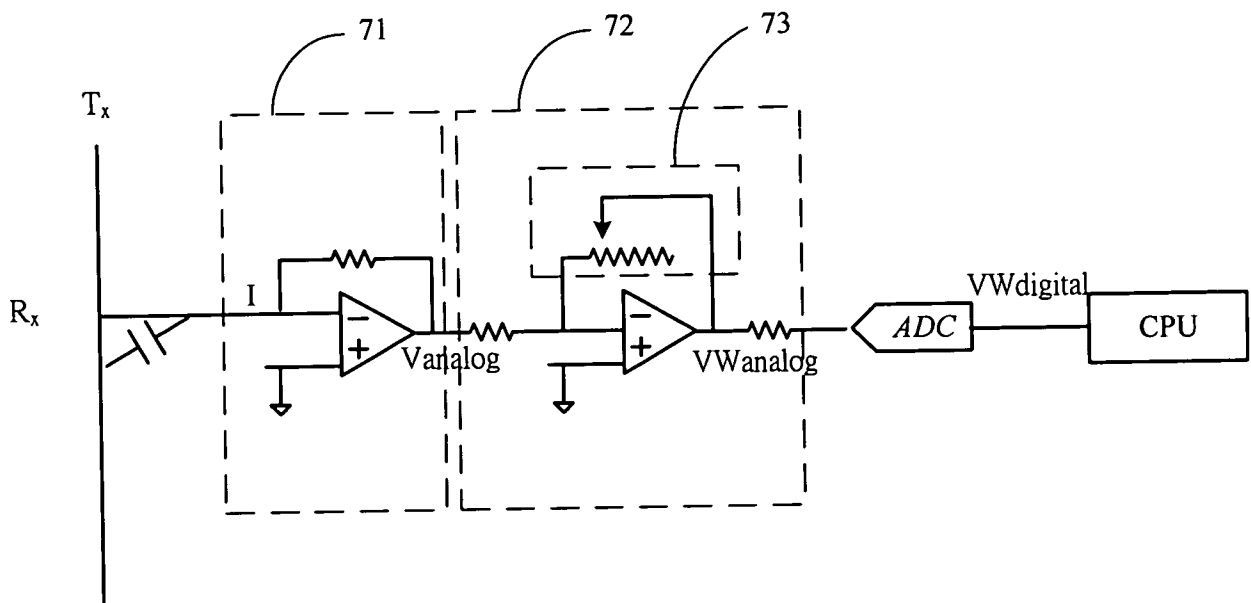 71
72
73
Tx
Rx
I
−
+
Vanalog
−
+
VWanalog
ADC
VWdigital
CPU